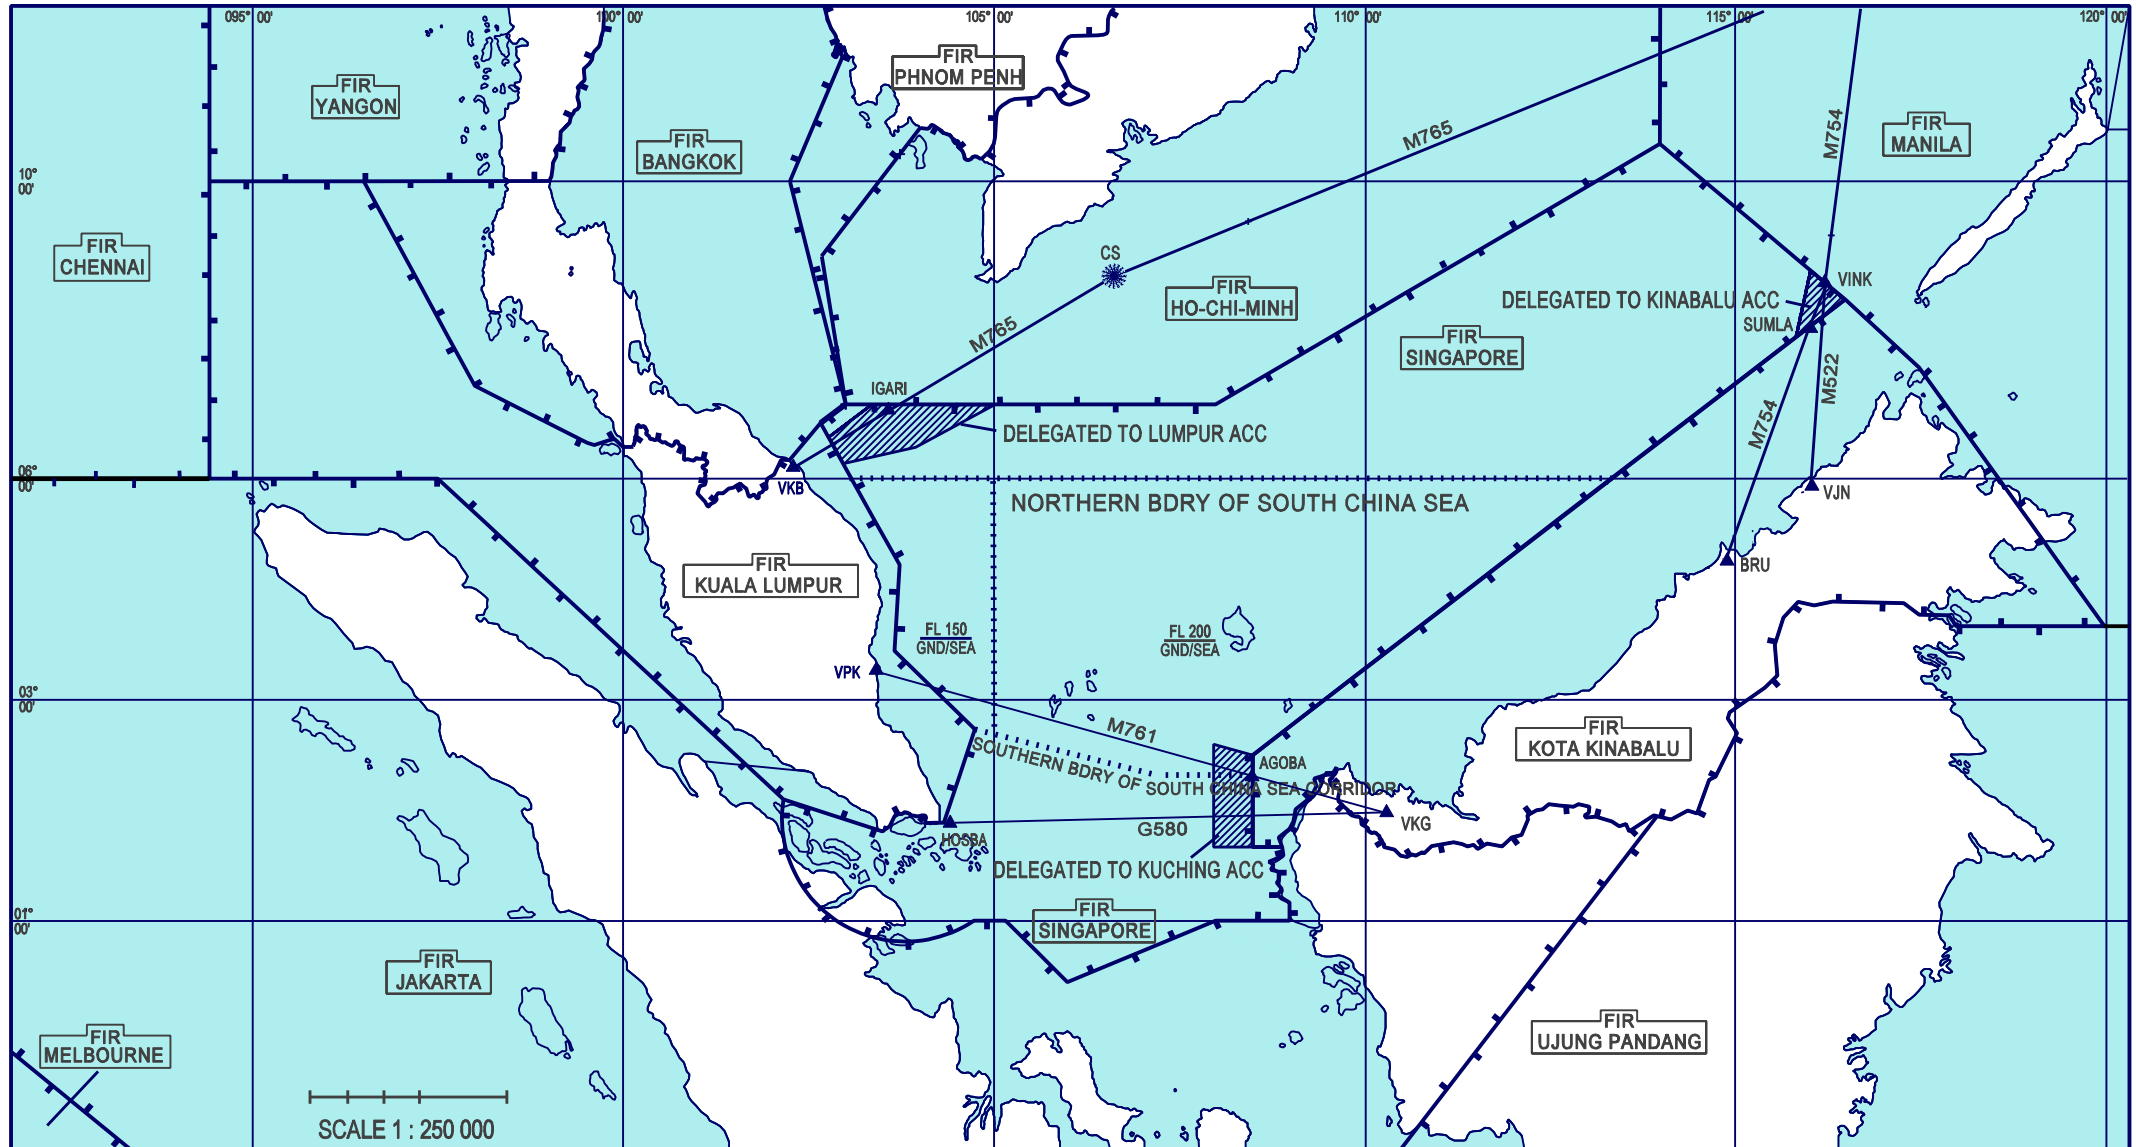 095° 00'
100° 00'
105° 00'
110° 00'
115° 00'
120° 00'
FIR
PHNOM PENH
FIR
YANGON
FIR
BANGKOK
M765
M754
FIR
MANILA
10°
00'
FIR
CHENNAI
CS
FIR
HO-CHI-MINH
VINK
DELEGATED TO KINABALU ACC
SUMLA
M765
FIR
SINGAPORE
IGARI
M522
M754
DELEGATED TO LUMPUR ACC
06°
00'
VKB
NORTHERN BDRY OF SOUTH CHINA SEA
VJN
BRU
FIR
KUALA LUMPUR
FL 150
GND/SEA
FL 200
GND/SEA
VPK
03°
00'
M761
SOUTHERN BDRY OF SOUTH CHINA SEA CORRIDOR
AGOBA
FIR
KOTA KINABALU
VKG
G580
HOSBA
DELEGATED TO KUCHING ACC
01°
00'
FIR
SINGAPORE
FIR
JAKARTA
FIR
MELBOURNE
FIR
UJUNG PANDANG
SCALE 1 : 250 000